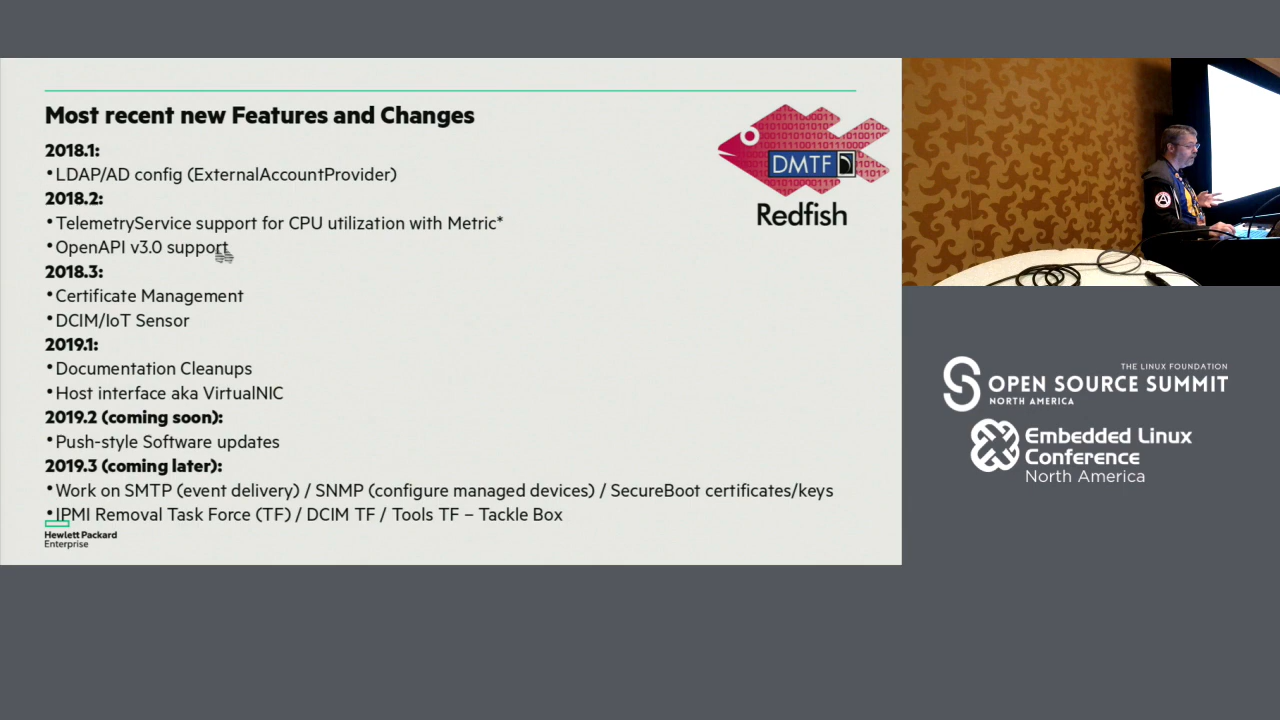 Most recent new Features and Changes
2018.1:
•LDAP/AD config (ExternalAccountProvider)
2018.2:
•TelemetryService support for CPU utilization with Metric*
•OpenAPI v3.0 support
2018.3:
•Certificate Management
•DCIM/IoT Sensor
2019.1:
•Documentation Cleanups
•Host interface aka VirtualNIC
2019.2 (coming soon):
•Push-style Software updates
2019.3 (coming later):
•Work on SMTP (event delivery) / SNMP (configure managed devices) / SecureBoot certificates/keys
•IPMI Removal Task Force (TF) / DCIM TF / Tools TF – Tackle Box
Hewlett Packard
Enterprise
DMTF
Redfish
THE LINUX FOUNDATION
OPEN SOURCE SUMMIT
NORTH AMERICA
Embedded Linux
Conference
North America